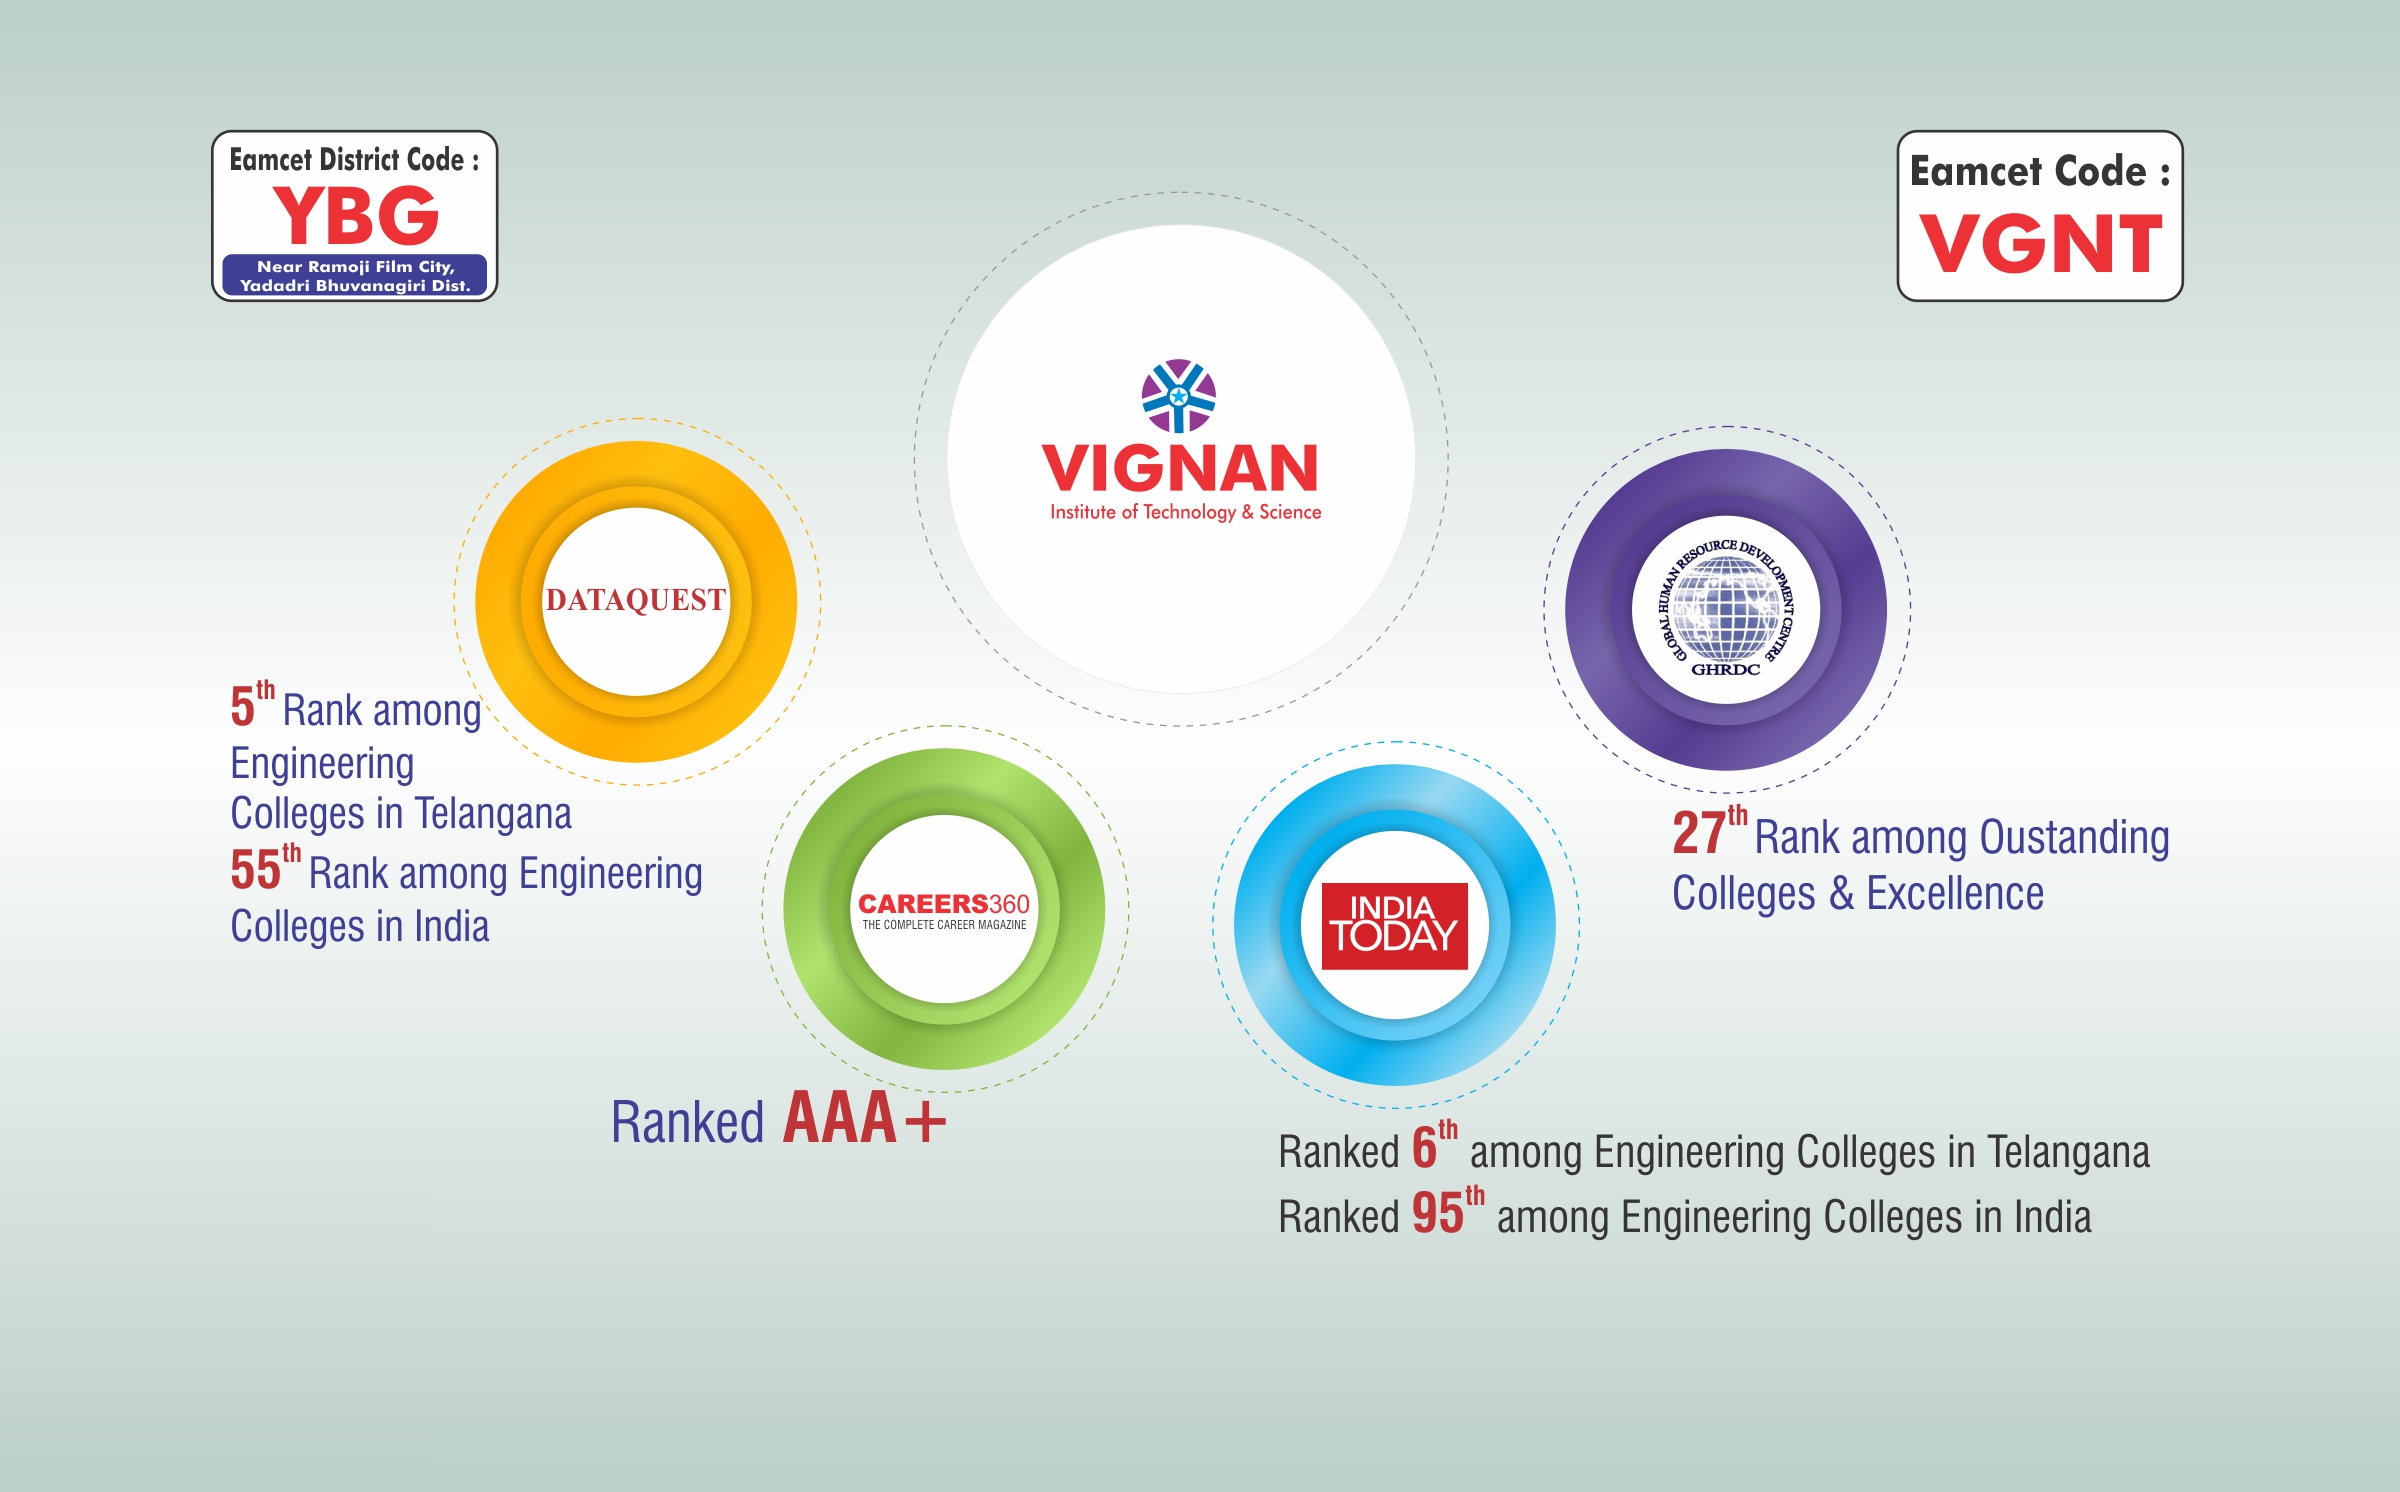 Eamcet District Code :
YBG
Near Ramoji Film City,
Yadadri Bhuvanagiri Dist.
Eamcet Code :
VGNT
VIGNAN
Institute of Technology & Science
DATAQUEST
5th Rank among
Engineering
Colleges in Telangana
55th Rank among Engineering
Colleges in India
CAREERS360
THE COMPLETE CAREER MAGAZINE
Ranked AAA+
INDIA
TODAY
Ranked 6th among Engineering Colleges in Telangana
Ranked 95th among Engineering Colleges in India
GLOBAL HUMAN RESOURCE DEVELOPMENT CENTRE
GHRDC
27th Rank among Oustanding
Colleges & Excellence